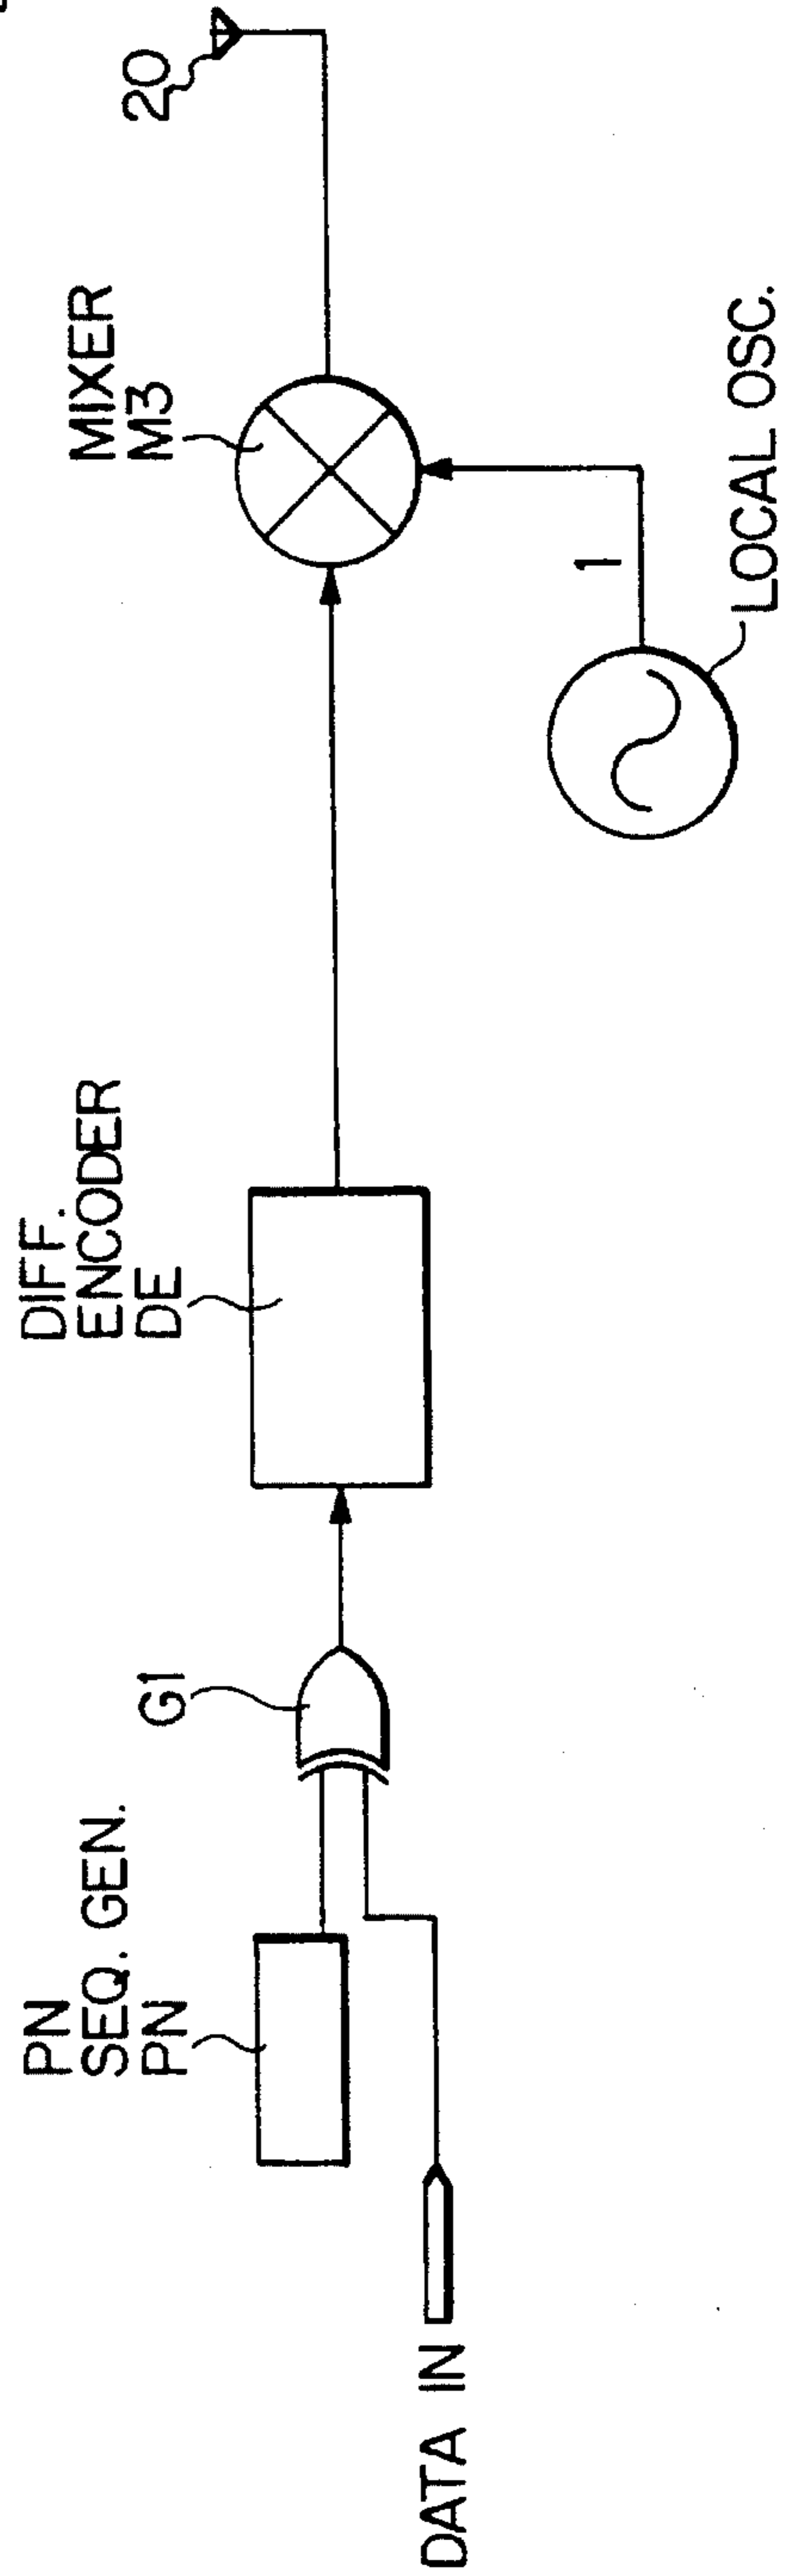 DATA IN
PN
SEQ. GEN.
PN
G1
DIFF.
ENCODER
DE
MIXER
M3
1
LOCAL OSC.
20